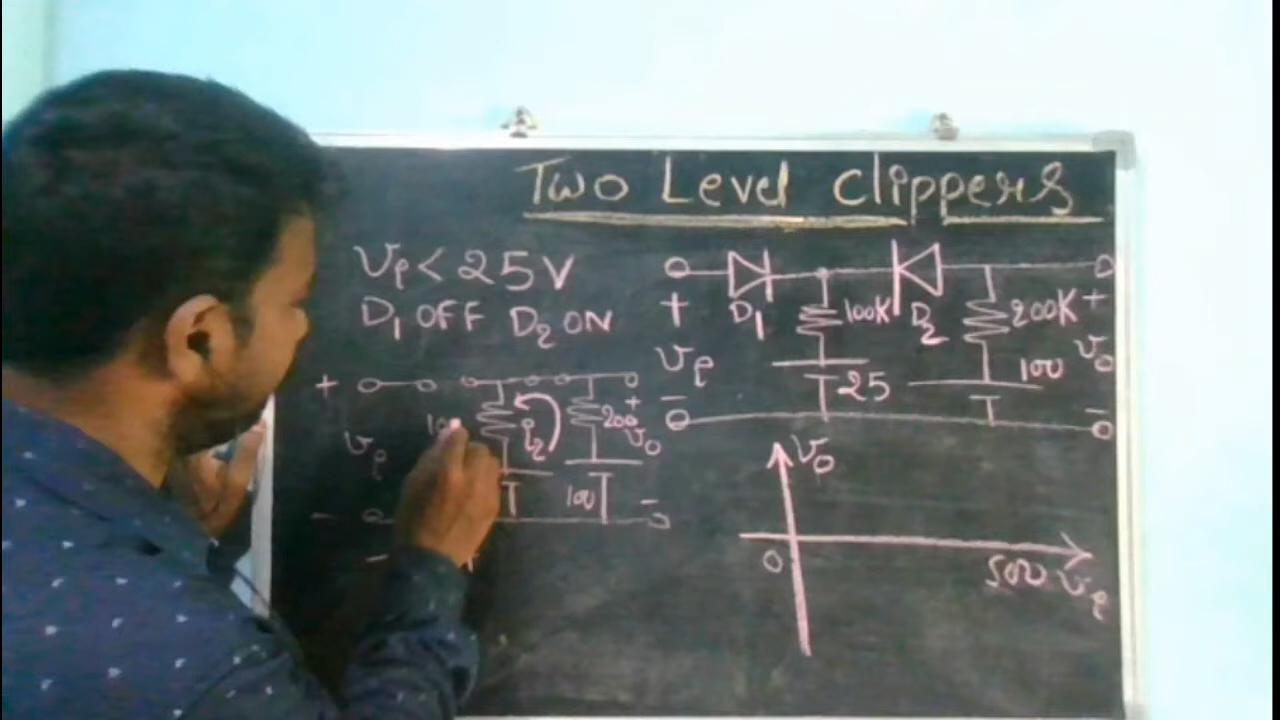 Two Level Clippers
Vi < 25V
D1 OFF D2 ON
+ 
Vi
-
100
i2
200
+
Vo
-
100
D1
100K
D2
200K
+
+
Vi
25
100
Vo
-
-
Vo
0
500 Vi